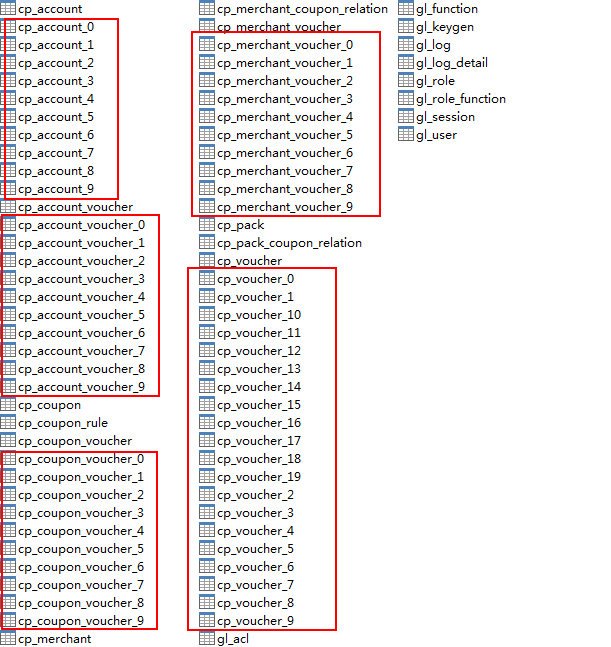 cp_account
cp_account_0
cp_account_1
cp_account_2
cp_account_3
cp_account_4
cp_account_5
cp_account_6
cp_account_7
cp_account_8
cp_account_9
cp_account_voucher
cp_account_voucher_0
cp_account_voucher_1
cp_account_voucher_2
cp_account_voucher_3
cp_account_voucher_4
cp_account_voucher_5
cp_account_voucher_6
cp_account_voucher_7
cp_account_voucher_8
cp_account_voucher_9
cp_coupon
cp_coupon_rule
cp_coupon_voucher
cp_coupon_voucher_0
cp_coupon_voucher_1
cp_coupon_voucher_2
cp_coupon_voucher_3
cp_coupon_voucher_4
cp_coupon_voucher_5
cp_coupon_voucher_6
cp_coupon_voucher_7
cp_coupon_voucher_8
cp_coupon_voucher_9
cp_merchant
cp_merchant_coupon_relation
cp_merchant_voucher
cp_merchant_voucher_0
cp_merchant_voucher_1
cp_merchant_voucher_2
cp_merchant_voucher_3
cp_merchant_voucher_4
cp_merchant_voucher_5
cp_merchant_voucher_6
cp_merchant_voucher_7
cp_merchant_voucher_8
cp_merchant_voucher_9
cp_pack
cp_pack_coupon_relation
cp_voucher
cp_voucher_0
cp_voucher_1
cp_voucher_10
cp_voucher_11
cp_voucher_12
cp_voucher_13
cp_voucher_14
cp_voucher_15
cp_voucher_16
cp_voucher_17
cp_voucher_18
cp_voucher_19
cp_voucher_2
cp_voucher_3
cp_voucher_4
cp_voucher_5
cp_voucher_6
cp_voucher_7
cp_voucher_8
cp_voucher_9
gl_acl
gl_function
gl_keygen
gl_log
gl_log_detail
gl_role
gl_role_function
gl_session
gl_user